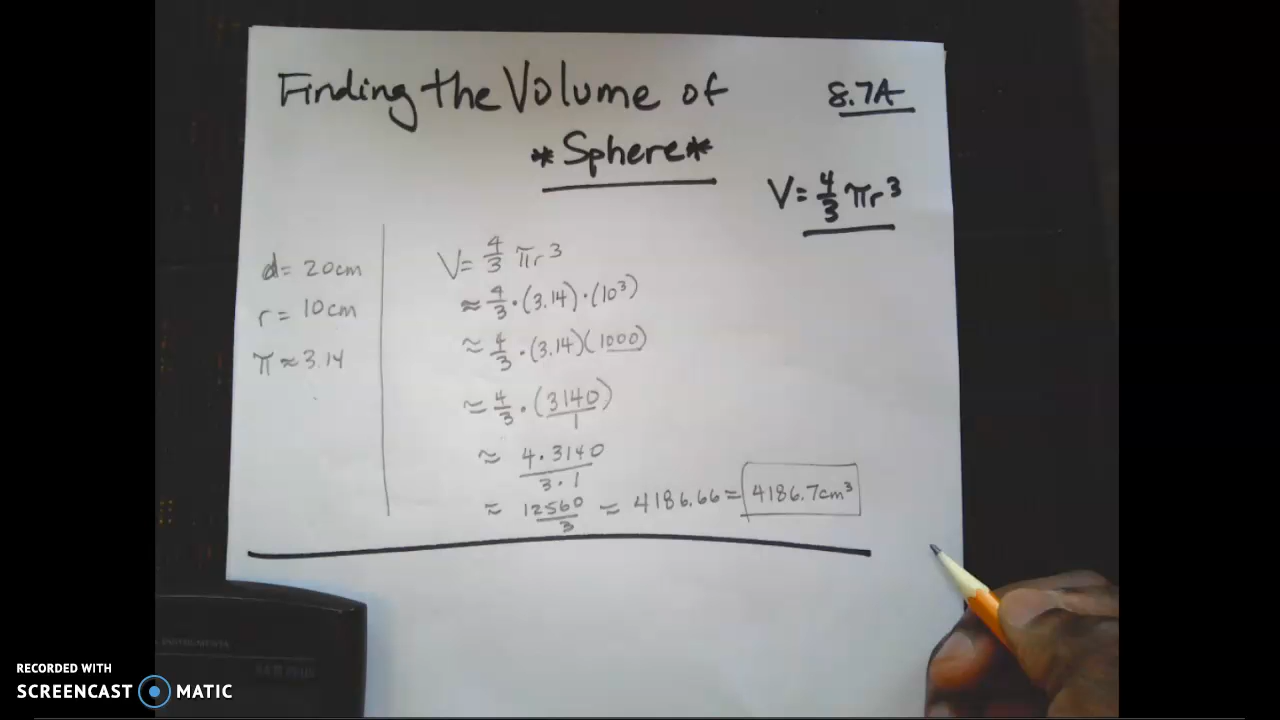 Finding the Volume of
*Sphere*
8.7A
V = 4/3 πr³
d = 20cm
r = 10cm
π ≈ 3.14
V = 4/3 πr³
≈ 4/3 · (3.14) · (10³)
≈ 4/3 · (3.14)(1000)
≈ 4/3 · (3140/1)
≈ 4·3140/3·1
≈ 12560/3 ≈ 4186.66 = 4186.7cm³
INSTRUMENTS
RECORDED WITH
SCREENCAST MATIC